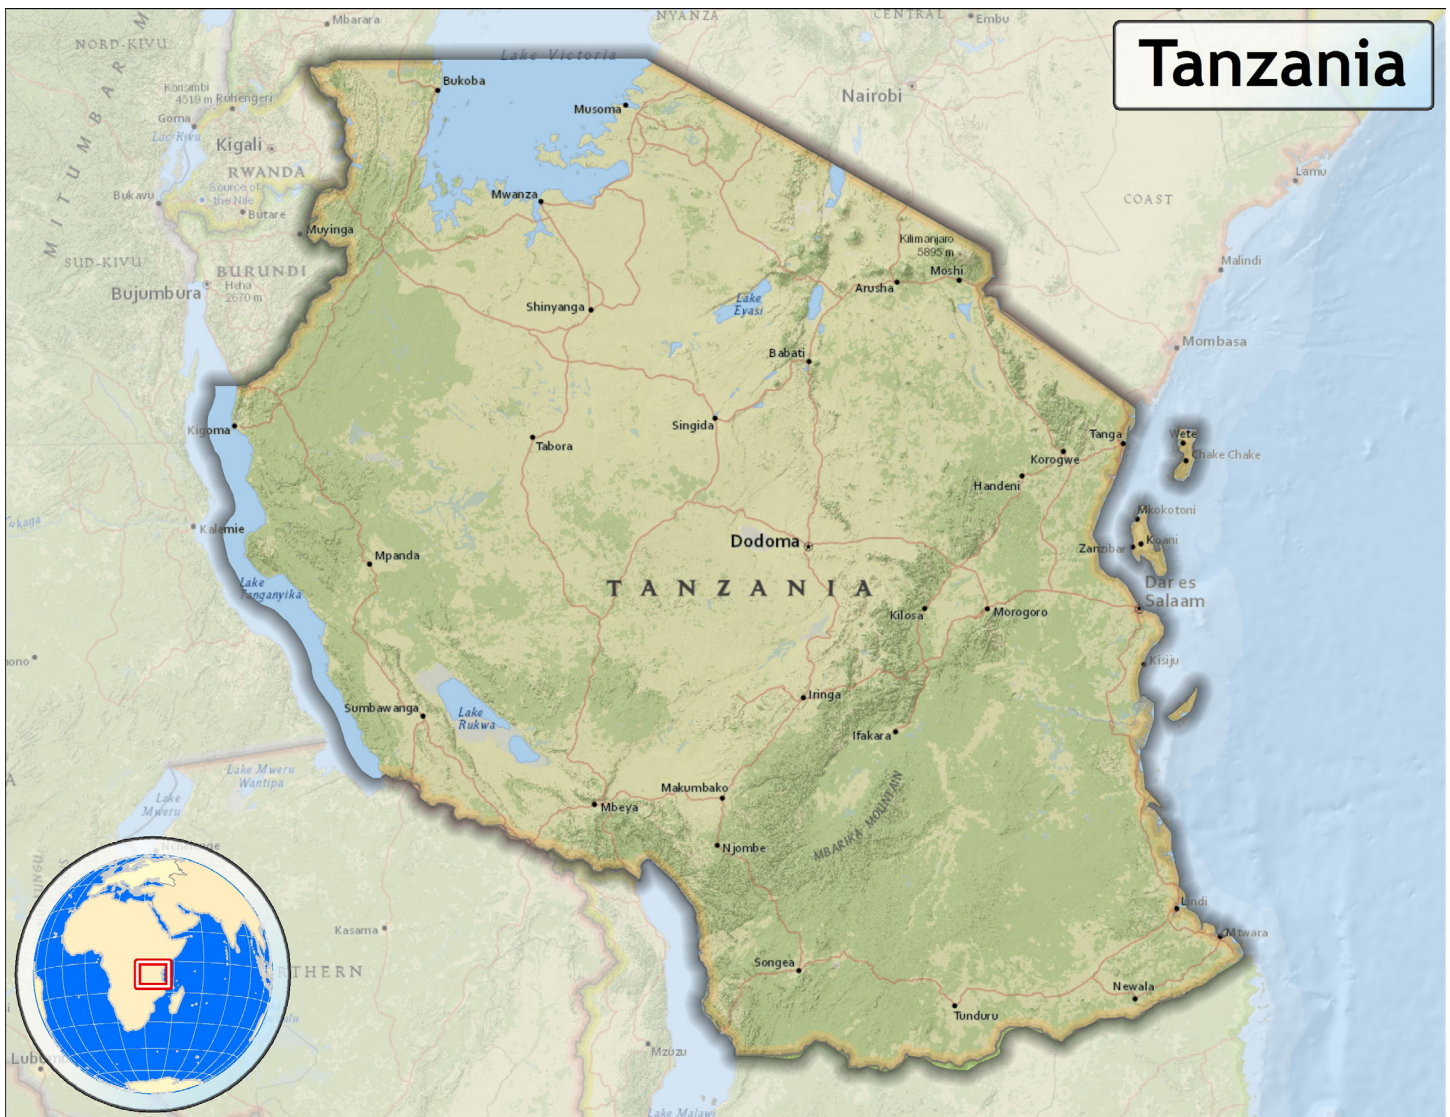 Tanzania
NYANZA
CENTRAL
Embu
Mbarara
NORD-KIVU
Lake Victoria
Bukoba
Karisimbi
4519 m
Ruhengeri
Goma
Musoma
Nairobi
Lac Kivu
Kigali
RWANDA
MITUMBAR M
Lamu
Bukavu
Source of
the Nile
Butare
Mwanza
COAST
Muyinga
Kilimanjaro
5895 m
SUD-KIVU
BURUNDI
Heha
2670 m
Malindi
Moshi
Arusha
Bujumbura
Shinyanga
Lake
Eyasi
Mombasa
Babati
Kigoma
Singida
Tabora
Tanga
Wete
Korogwe
Chake Chake
Handeni
Mkokotoni
Kalemie
Dodoma
Zanzibar
Koani
Mpanda
Lake
Tanganyika
TANZANIA
Dar es
Salaam
Kilosa
Morogoro
ono
Kisiju
Iringa
Sumbawanga
Lake
Rukwa
Ifakara
Lake Mweru
Wantipa
Lake
Mweru
Makumbako
Mbeya
MBARIKA MOUNTAIN
Njombe
Lindi
Kasama
Mtwara
THERN
Songea
Newala
Tunduru
Mzuzu
Lake Malawi